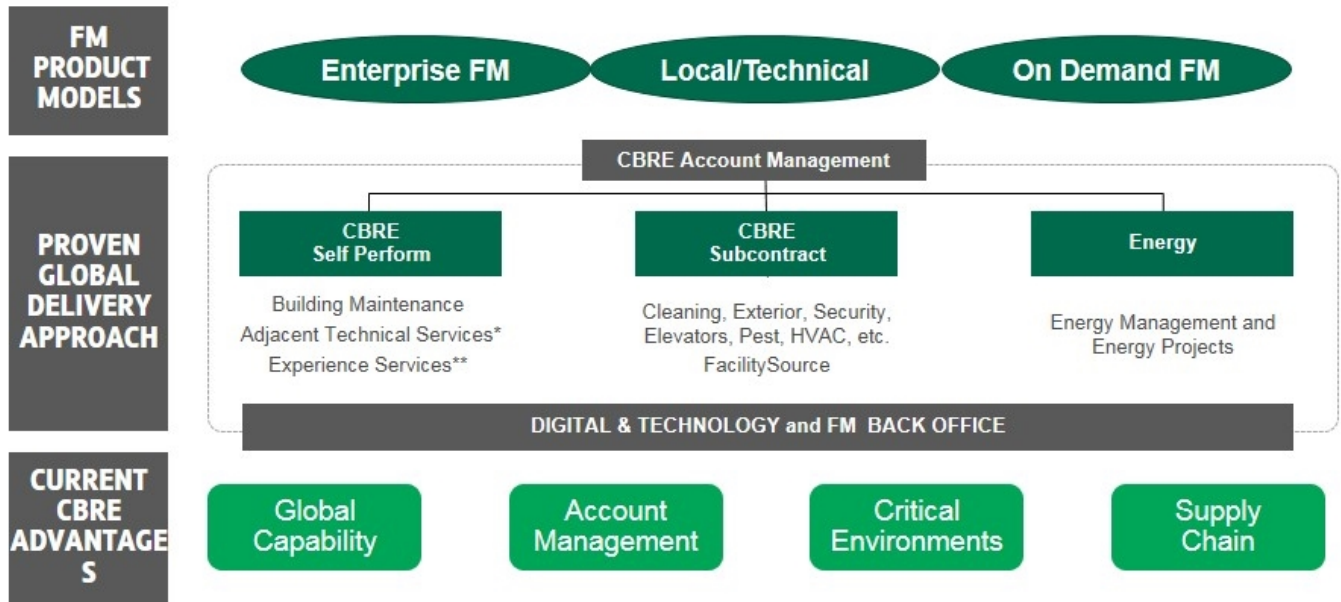 FM
PRODUCT
MODELS
Enterprise FM
Local/Technical
On Demand FM
PROVEN
GLOBAL
DELIVERY
APPROACH
CBRE Account Management
CBRE
Self Perform
Building Maintenance
Adjacent Technical Services*
Experience Services**
CBRE
Subcontract
Cleaning, Exterior, Security,
Elevators, Pest, HVAC, etc.
FacilitySource
Energy
Energy Management and
Energy Projects
DIGITAL & TECHNOLOGY and FM BACK OFFICE
CURRENT
CBRE
ADVANTAGE
S
Global
Capability
Account
Management
Critical
Environments
Supply
Chain